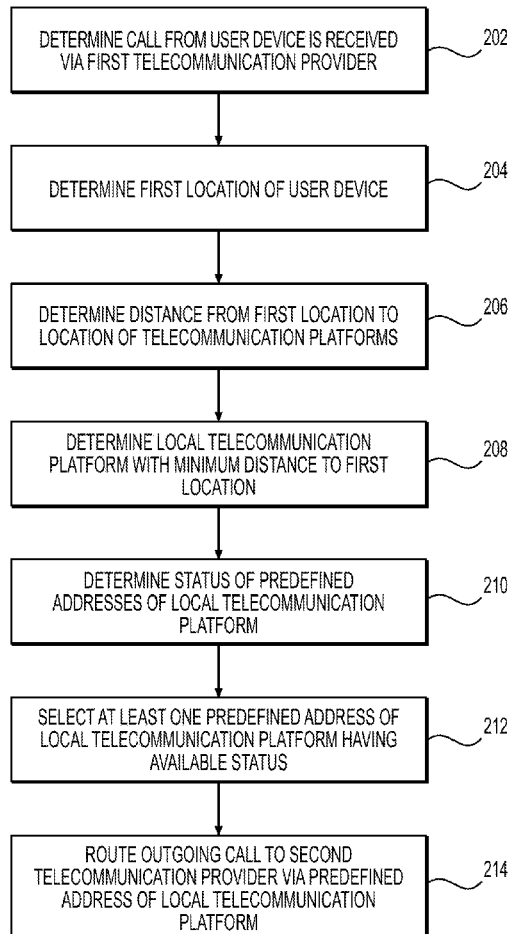 DETERMINE CALL FROM USER DEVICE IS RECEIVED
VIA FIRST TELECOMMUNICATION PROVIDER
202
DETERMINE FIRST LOCATION OF USER DEVICE
204
DETERMINE DISTANCE FROM FIRST LOCATION TO
LOCATION OF TELECOMMUNICATION PLATFORMS
206
DETERMINE LOCAL TELECOMMUNICATION
PLATFORM WITH MINIMUM DISTANCE TO FIRST
LOCATION
208
DETERMINE STATUS OF PREDEFINED
ADDRESSES OF LOCAL TELECOMMUNICATION
PLATFORM
210
SELECT AT LEAST ONE PREDEFINED ADDRESS OF
LOCAL TELECOMMUNICATION PLATFORM HAVING
AVAILABLE STATUS
212
ROUTE OUTGOING CALL TO SECOND
TELECOMMUNICATION PROVIDER VIA PREDEFINED
ADDRESS OF LOCAL TELECOMMUNICATION
PLATFORM
214